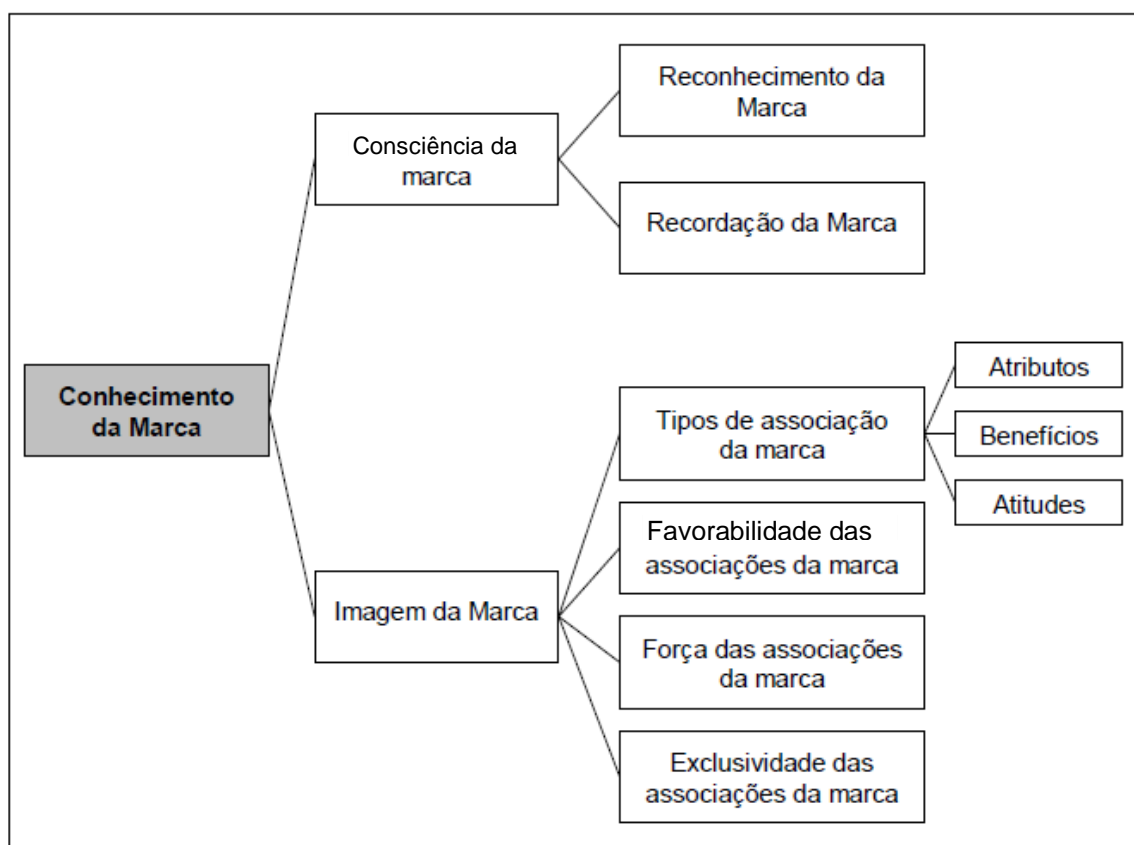 Conhecimento
da Marca
Consciência da
marca
Reconhecimento da
Marca
Recordação da Marca
Imagem da Marca
Tipos de associação
da marca
Atributos
Benefícios
Atitudes
Favorabilidade das
associações da marca
Força das associações
da marca
Exclusividade das
associações da marca